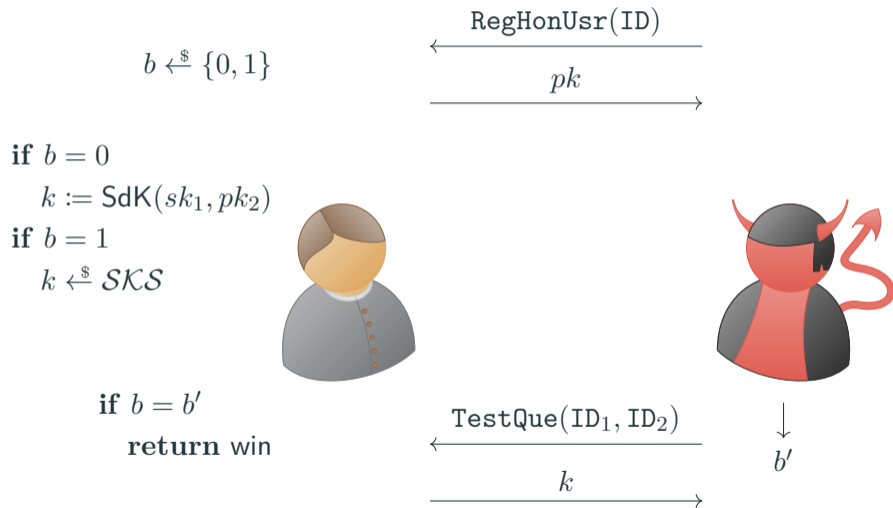 RegHonUsr(ID)
b ←$ {0, 1}
pk
if b = 0
k := SdK(sk₁, pk₂)
if b = 1
k ←$ 𝒮𝒦𝒮
if b = b′
return win
TestQue(ID₁, ID₂)
b′
k